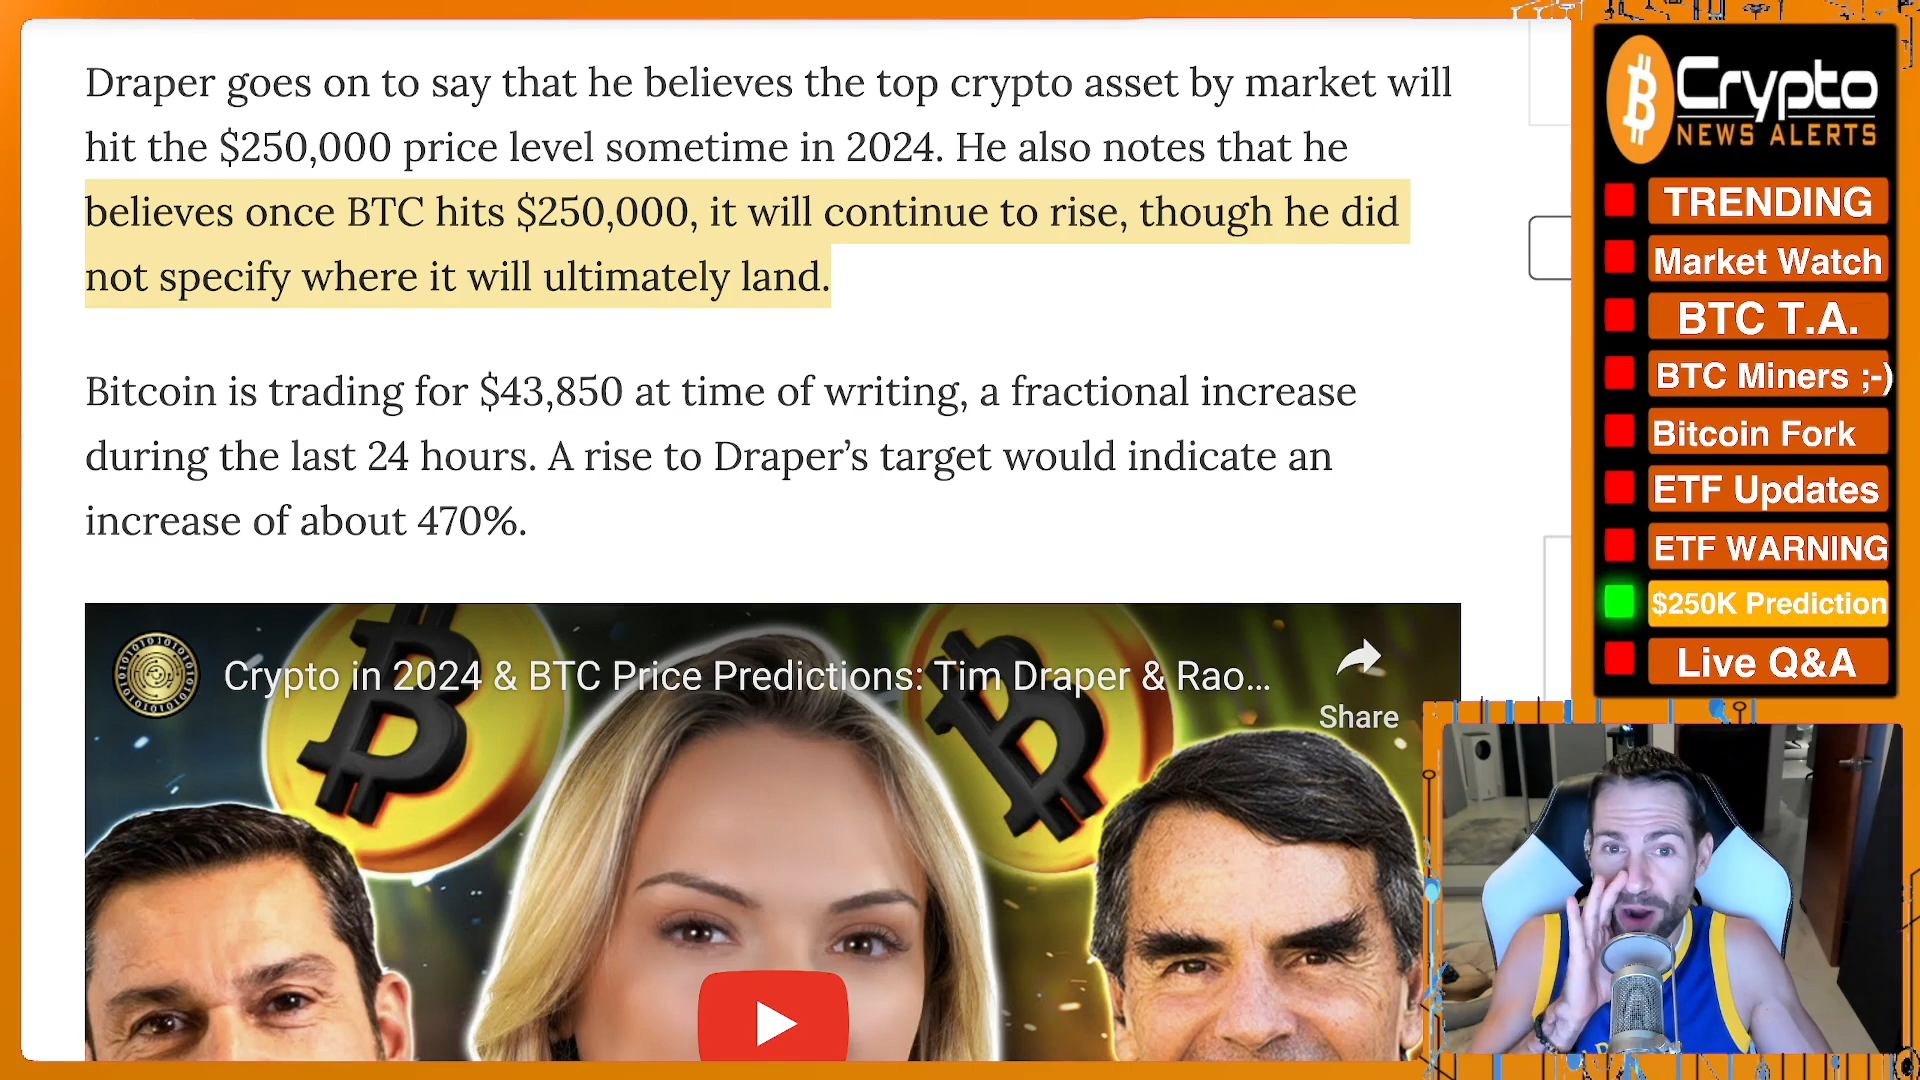 Draper goes on to say that he believes the top crypto asset by market will
hit the $250,000 price level sometime in 2024. He also notes that he
believes once BTC hits $250,000, it will continue to rise, though he did
not specify where it will ultimately land.
Bitcoin is trading for $43,850 at time of writing, a fractional increase
during the last 24 hours. A rise to Draper’s target would indicate an
increase of about 470%.
Crypto in 2024 & BTC Price Predictions: Tim Draper & Rao...
Share
Crypto
NEWS ALERTS
TRENDING
Market Watch
BTC T.A.
BTC Miners ;-)
Bitcoin Fork
ETF Updates
ETF WARNING
$250K Prediction
Live Q&A